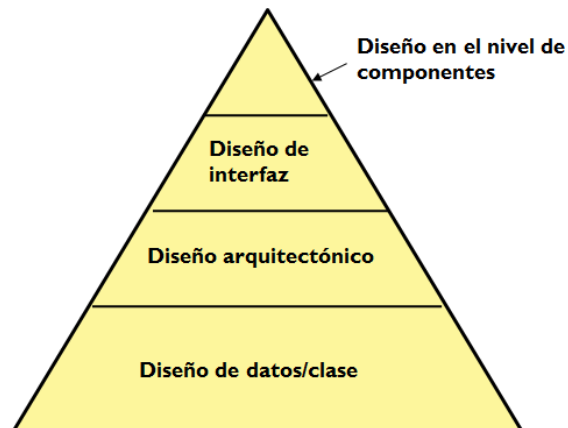 Diseño en el nivel de
componentes
Diseño de
interfaz
Diseño arquitectónico
Diseño de datos/clase